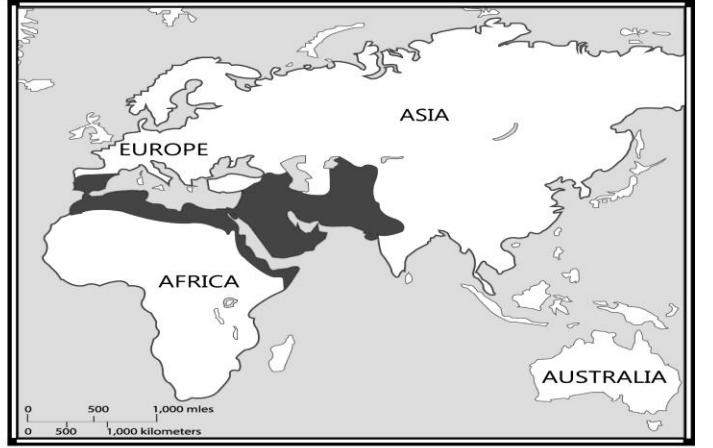 ASIA
EUROPE
AFRICA
AUSTRALIA
0 500 1,000 mles
0 500 1,000 kilometers